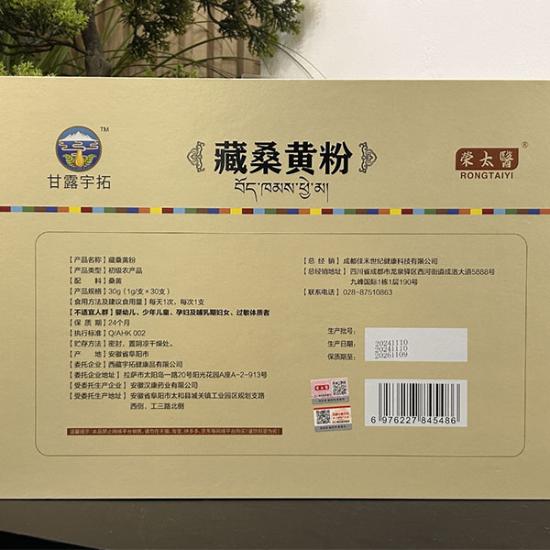 TM
甘露宇拓
藏桑黄粉
བོད་ཁམས་ཕྱེ་མ།
荣太醫
®
RONGTAIYI
【产品名称】藏桑黄粉
【产品类型】初级农产品
【配 料】桑黄
【产品规格】30g（1g/支×30支）
【食用方法及建议食用量】每天1次，每次1支
【不适宜人群】婴幼儿、少年儿童、孕妇及哺乳期妇女、过敏体质者
【保 质 期】24个月
【执行标准】Q/AHK 002
【贮存方法】密封，置阴凉干燥处。
【产 地】安徽省阜阳市
【委托企业】西藏宇拓健康品有限公司
【委托企业地址】拉萨市太阳岛一路20号阳光花园A座A-2-913号
【受委托生产企业】安徽汉康药业有限公司
【受委托生产地址】安徽省阜阳市太和县城关镇工业园区规划支路
西侧，工三路北侧
【总 经 销】成都佳禾世纪健康科技有限公司
【总经销地址】四川省成都市龙泉驿区西河街道成洛大道5888号
九峰国际1栋1层190号
【联系电话】028-87510863
生产批号：
20241110
生产日期：
20241110
保质期至：
20261109
6 976227 845486